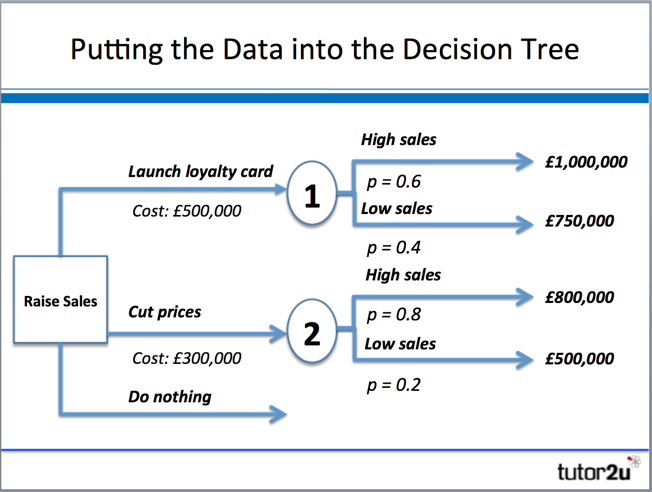 Putting the Data into the Decision Tree
High sales
Launch loyalty card
£1,000,000
1
p = 0.6
Cost: £500,000
Low sales
£750,000
p = 0.4
High sales
Raise Sales
£800,000
Cut prices
p = 0.8
2
Low sales
Cost: £300,000
£500,000
p = 0.2
Do nothing
tutor2u